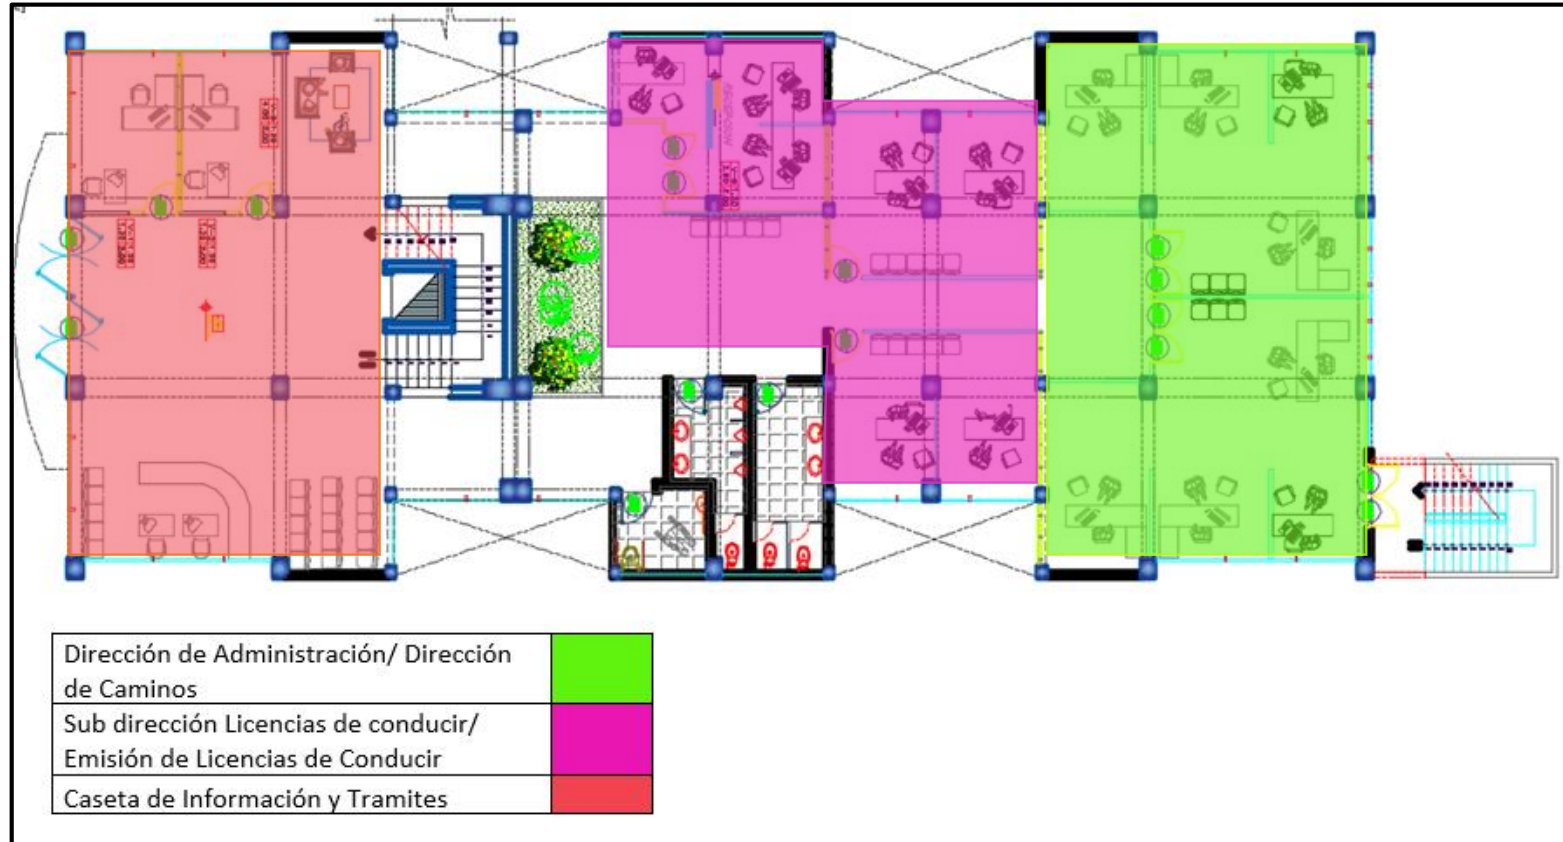 Dirección de Administración/ Dirección
de Caminos
Sub dirección Licencias de conducir/
Emisión de Licencias de Conducir
Caseta de Información y Tramites